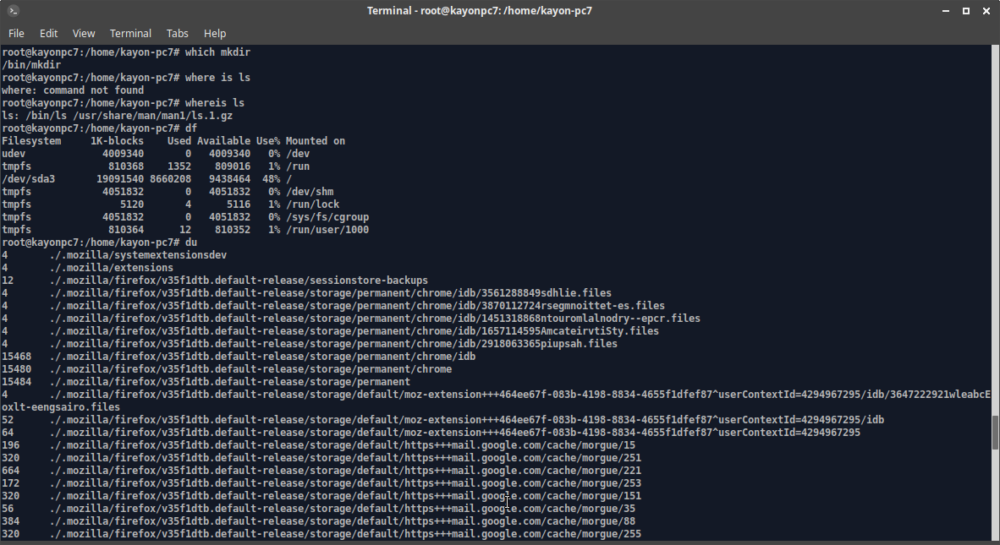 Terminal - root@kayonpc7: /home/kayon-pc7
File Edit View Terminal Tabs Help
root@kayonpc7:/home/kayon-pc7# which mkdir
/bin/mkdir
root@kayonpc7:/home/kayon-pc7# where is ls
where: command not found
root@kayonpc7:/home/kayon-pc7# whereis ls
ls: /bin/ls /usr/share/man/man1/ls.1.gz
root@kayonpc7:/home/kayon-pc7# df
Filesystem     1K-blocks    Used Available Use% Mounted on
udev             4009340       0   4009340   0% /dev
tmpfs             810368    1352    809016   1% /run
/dev/sda3       19091540 8660208   9438464  48% /
tmpfs            4051832       0   4051832   0% /dev/shm
tmpfs               5120       4      5116   1% /run/lock
tmpfs            4051832       0   4051832   0% /sys/fs/cgroup
tmpfs             810364      12    810352   1% /run/user/1000
root@kayonpc7:/home/kayon-pc7# du
4       ./.mozilla/systemextensionsdev
4       ./.mozilla/extensions
12      ./.mozilla/firefox/v35f1dtb.default-release/sessionstore-backups
4       ./.mozilla/firefox/v35f1dtb.default-release/storage/permanent/chrome/idb/3561288849sdhlie.files
4       ./.mozilla/firefox/v35f1dtb.default-release/storage/permanent/chrome/idb/3870112724rsegmnoittet-es.files
4       ./.mozilla/firefox/v35f1dtb.default-release/storage/permanent/chrome/idb/1451318868ntouromlalnodry--epcr.files
4       ./.mozilla/firefox/v35f1dtb.default-release/storage/permanent/chrome/idb/1657114595AmcateirvtiSty.files
4       ./.mozilla/firefox/v35f1dtb.default-release/storage/permanent/chrome/idb/2918063365piupsah.files
15468   ./.mozilla/firefox/v35f1dtb.default-release/storage/permanent/chrome/idb
15480   ./.mozilla/firefox/v35f1dtb.default-release/storage/permanent/chrome
15484   ./.mozilla/firefox/v35f1dtb.default-release/storage/permanent
4       ./.mozilla/firefox/v35f1dtb.default-release/storage/default/moz-extension+++464ee67f-083b-4198-8834-4655f1dfef87^userContextId=4294967295/idb/3647222921wleabcE
oxlt-eengsairo.files
52      ./.mozilla/firefox/v35f1dtb.default-release/storage/default/moz-extension+++464ee67f-083b-4198-8834-4655f1dfef87^userContextId=4294967295/idb
64      ./.mozilla/firefox/v35f1dtb.default-release/storage/default/moz-extension+++464ee67f-083b-4198-8834-4655f1dfef87^userContextId=4294967295
196     ./.mozilla/firefox/v35f1dtb.default-release/storage/default/https+++mail.google.com/cache/morgue/15
320     ./.mozilla/firefox/v35f1dtb.default-release/storage/default/https+++mail.google.com/cache/morgue/251
664     ./.mozilla/firefox/v35f1dtb.default-release/storage/default/https+++mail.google.com/cache/morgue/221
172     ./.mozilla/firefox/v35f1dtb.default-release/storage/default/https+++mail.google.com/cache/morgue/253
320     ./.mozilla/firefox/v35f1dtb.default-release/storage/default/https+++mail.google.com/cache/morgue/151
56      ./.mozilla/firefox/v35f1dtb.default-release/storage/default/https+++mail.google.com/cache/morgue/35
384     ./.mozilla/firefox/v35f1dtb.default-release/storage/default/https+++mail.google.com/cache/morgue/88
320     ./.mozilla/firefox/v35f1dtb.default-release/storage/default/https+++mail.google.com/cache/morgue/255